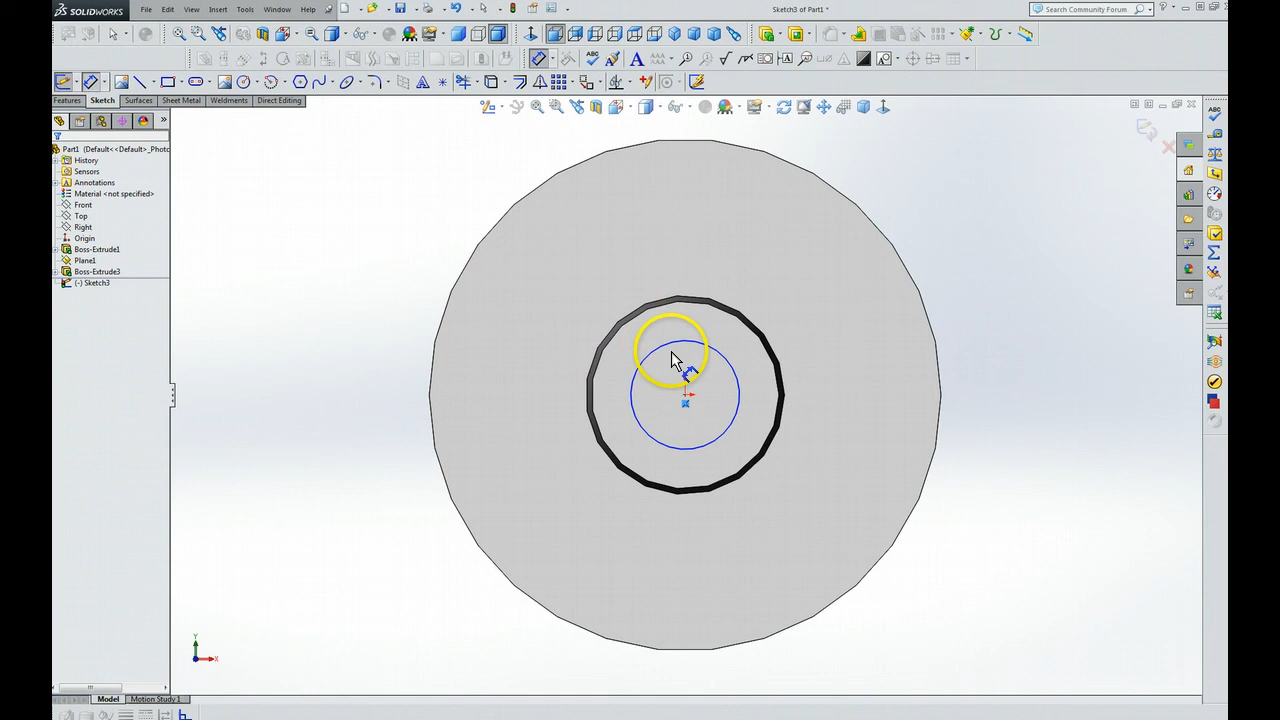 SOLIDWORKS File Edit View Insert Tools Window Help Sketch3 of Part1 * Search Community Forum
Features Sketch Surfaces Sheet Metal Weldments Direct Editing
Part1 (Default<<Default>_Photo
History
Sensors
Annotations
Material <not specified>
Front
Top
Right
Origin
Boss-Extrude1
Plane1
Boss-Extrude3
(-) Sketch3
Y
X
Model Motion Study 1